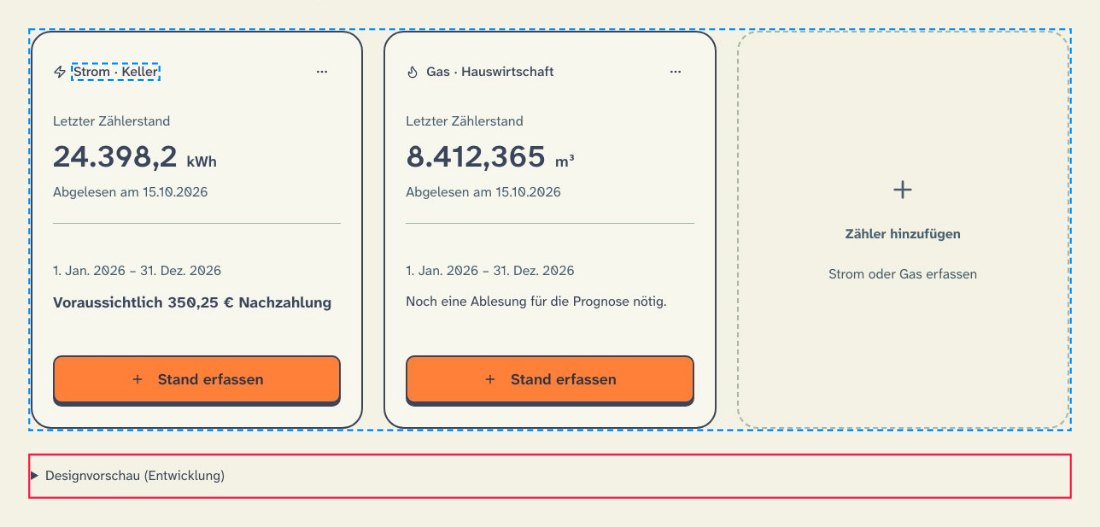 Strom · Keller
...
Letzter Zählerstand
24.398,2 kWh
Abgelesen am 15.10.2026
1. Jan. 2026 – 31. Dez. 2026
Voraussichtlich 350,25 € Nachzahlung
+ Stand erfassen
Gas · Hauswirtschaft
...
Letzter Zählerstand
8.412,365 m³
Abgelesen am 15.10.2026
1. Jan. 2026 – 31. Dez. 2026
Noch eine Ablesung für die Prognose nötig.
+ Stand erfassen
+
Zähler hinzufügen
Strom oder Gas erfassen
Designvorschau (Entwicklung)